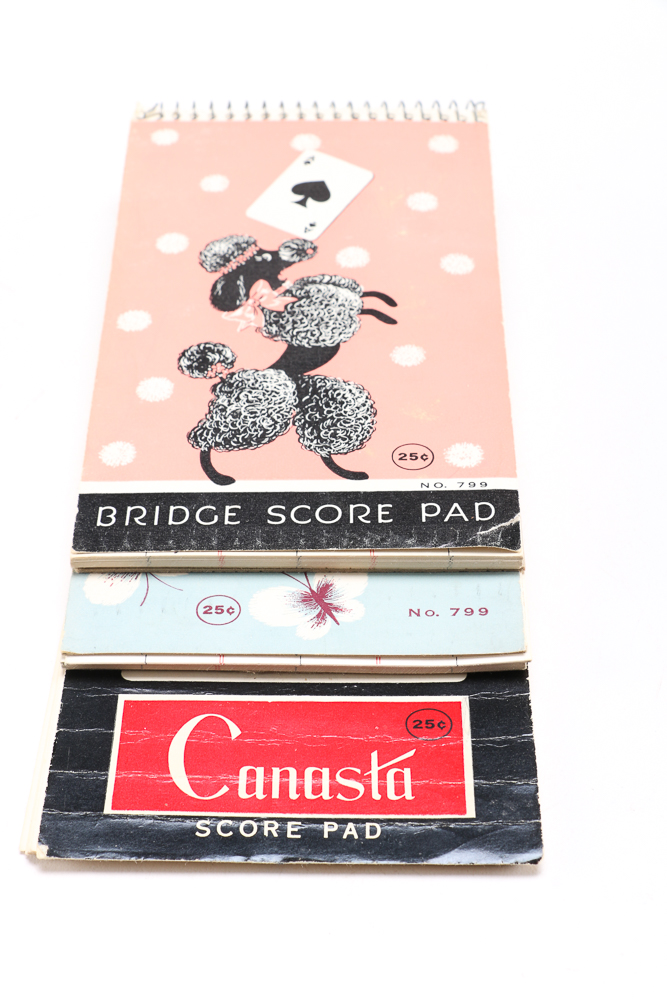 25¢
NO. 799
BRIDGE SCORE PAD
25¢
No. 799
25¢
Canasta
SCORE PAD